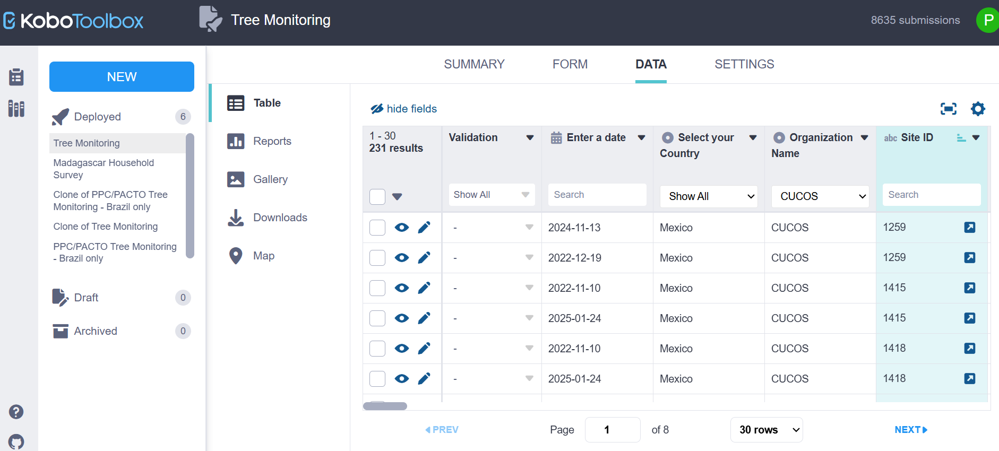 KoboToolbox
Tree Monitoring
8635 submissions
P
NEW
Deployed
6
Tree Monitoring
Madagascar Household
Survey
Clone of PPC/PACTO Tree
Monitoring - Brazil only
Clone of Tree Monitoring
PPC/PACTO Tree Monitoring
- Brazil only
Draft
0
Archived
0
SUMMARY
FORM
DATA
SETTINGS
Table
Reports
Gallery
Downloads
Map
hide fields
1 - 30
231 results
Validation
Enter a date
Select your
Country
Organization
Name
abc Site ID
Show All
Search
Show All
CUCOS
Search
- 2024-11-13 Mexico CUCOS 1259
- 2022-12-19 Mexico CUCOS 1259
- 2022-11-10 Mexico CUCOS 1415
- 2025-01-24 Mexico CUCOS 1415
- 2022-11-10 Mexico CUCOS 1418
- 2025-01-24 Mexico CUCOS 1418
PREV
Page 1 of 8
30 rows
NEXT